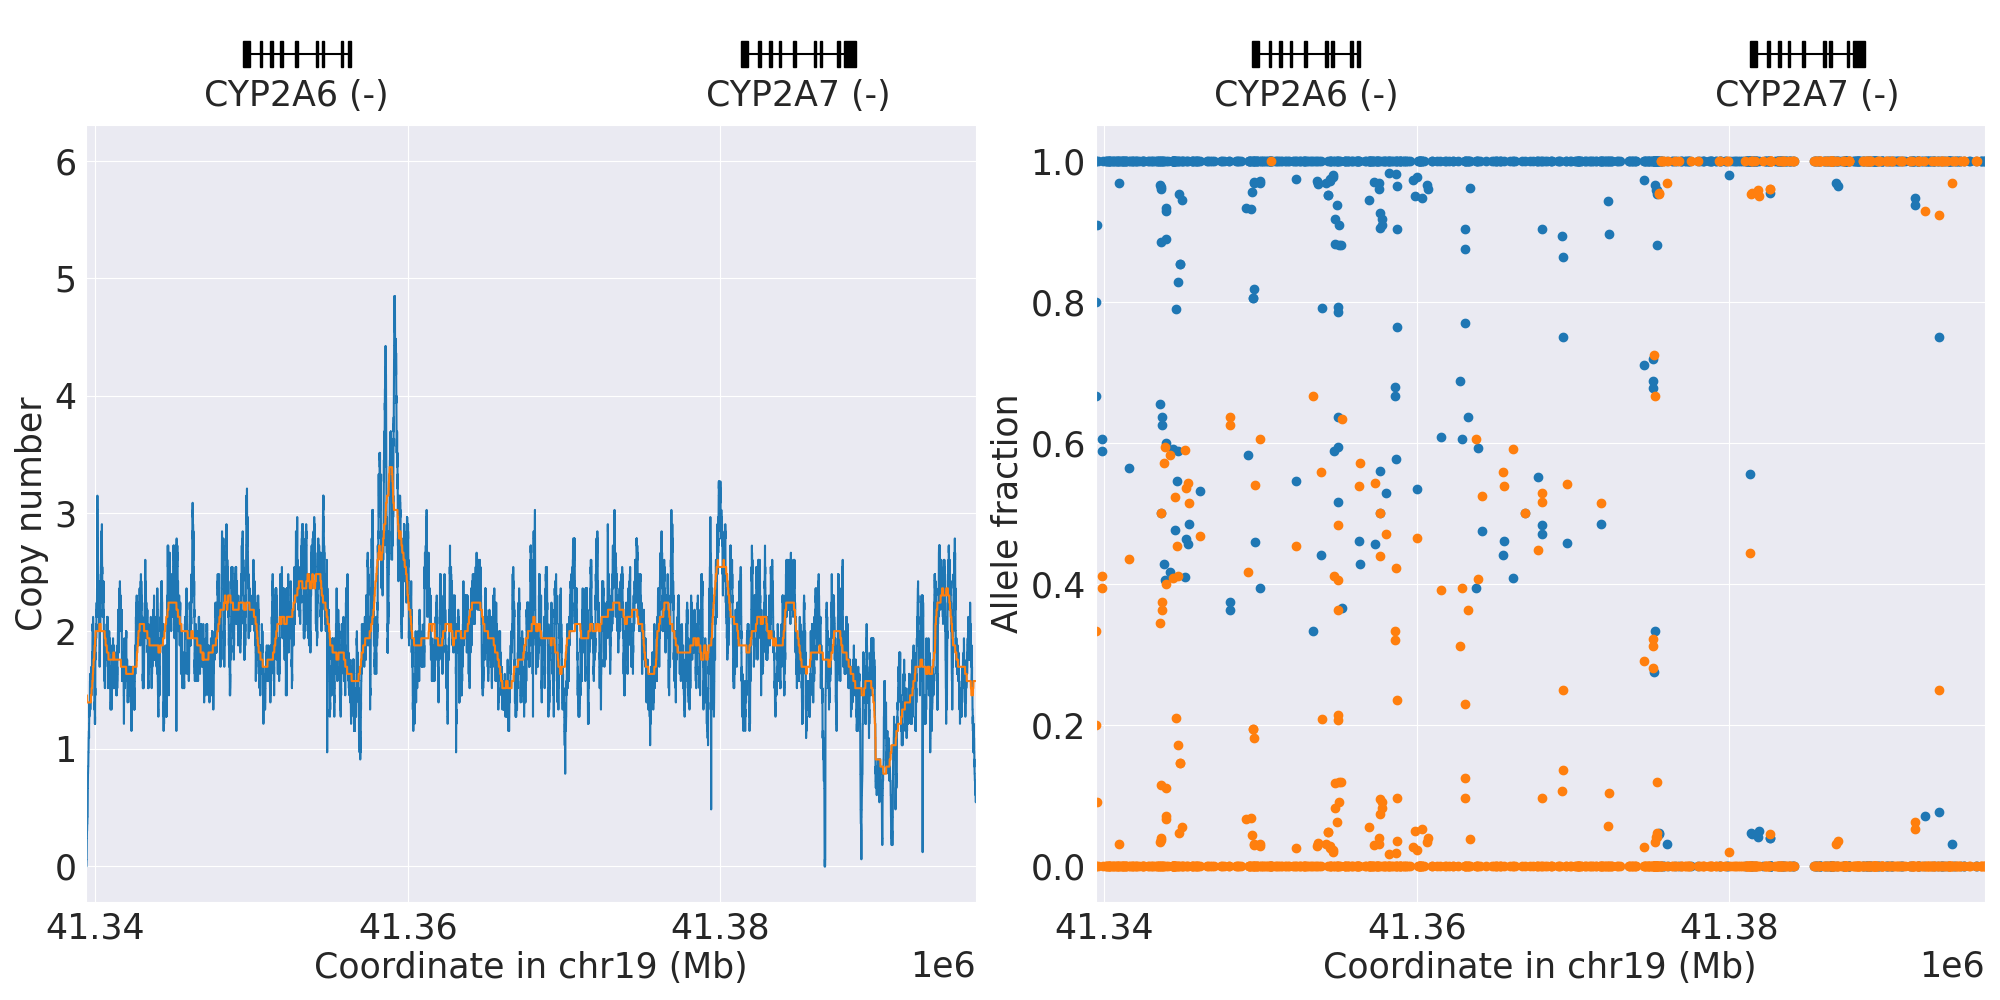 CYP2A6 (-)
CYP2A7 (-)
6
5
4
3
2
1
0
Copy number
41.34
41.36
41.38
Coordinate in chr19 (Mb)
1e6
CYP2A6 (-)
CYP2A7 (-)
1.0
0.8
0.6
0.4
0.2
0.0
Allele fraction
41.34
41.36
41.38
Coordinate in chr19 (Mb)
1e6